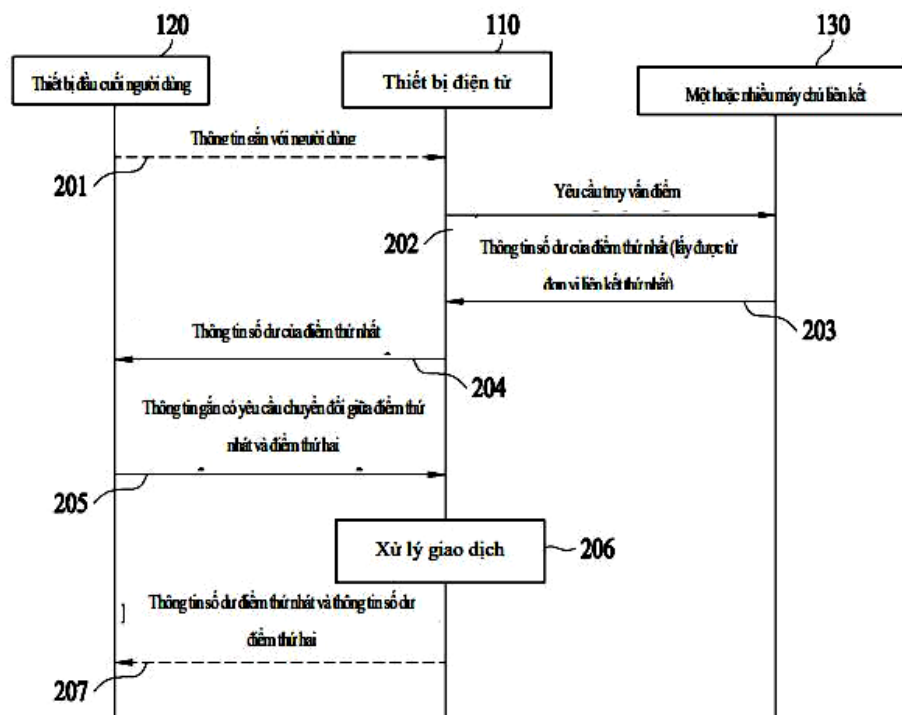 120
110
130
Thiết bị đầu cuối người dùng
Thiết bị điện tử
Một hoặc nhiều máy chủ liên kết
Thông tin gắn với người dùng
201
Yêu cầu truy vấn điểm
202
Thông tin số dư của điểm thứ nhất (lấy được từ
đơn vị liên kết thứ nhất)
203
Thông tin số dư của điểm thứ nhất
204
Thông tin gắn có yêu cầu chuyển đổi giữa điểm thứ
nhất và điểm thứ hai
205
Xử lý giao dịch
206
Thông tin số dư điểm thứ nhất và thông tin số dư
điểm thứ hai
207